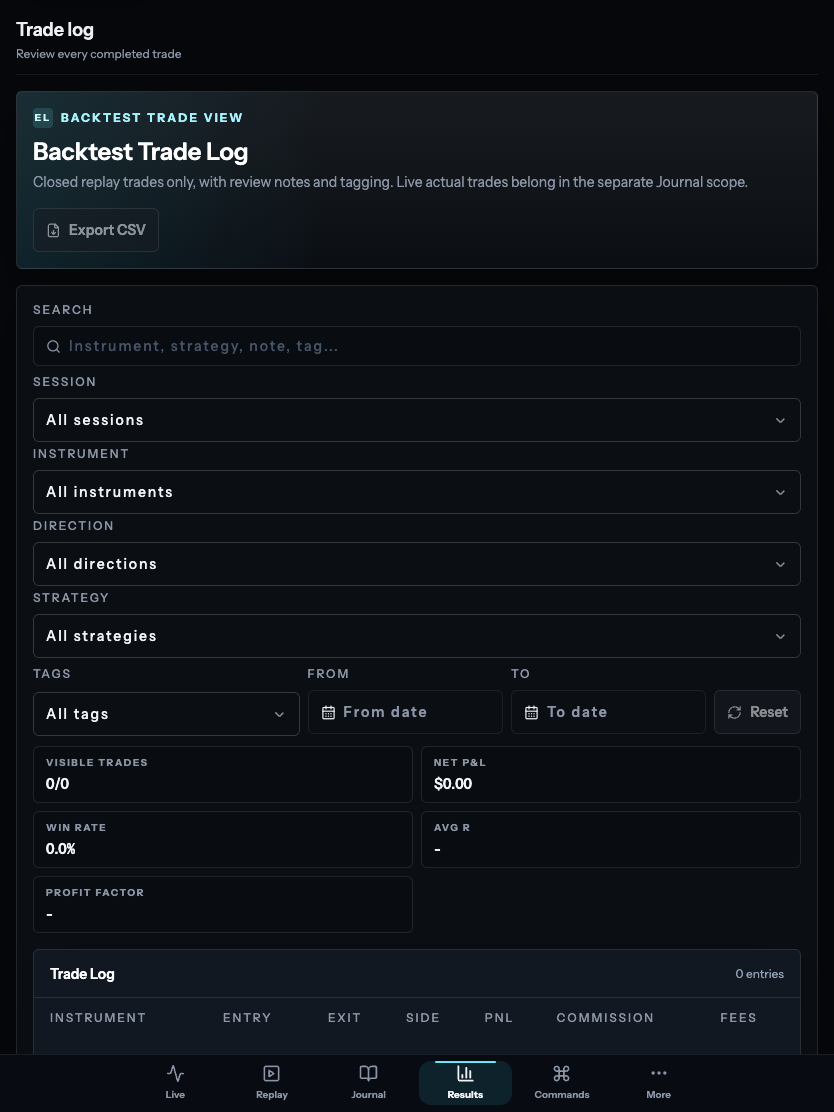 Trade log
Review every completed trade
EL BACKTEST TRADE VIEW
Backtest Trade Log
Closed replay trades only, with review notes and tagging. Live actual trades belong in the separate Journal scope.
Export CSV
SEARCH
Instrument, strategy, note, tag...
SESSION
All sessions
INSTRUMENT
All instruments
DIRECTION
All directions
STRATEGY
All strategies
TAGS FROM TO
All tags From date To date Reset
VISIBLE TRADES NET P&L
0/0 $0.00
WIN RATE AVG R
0.0% -
PROFIT FACTOR
-
Trade Log 0 entries
INSTRUMENT ENTRY EXIT SIDE PNL COMMISSION FEES
Live Replay Journal Results Commands More